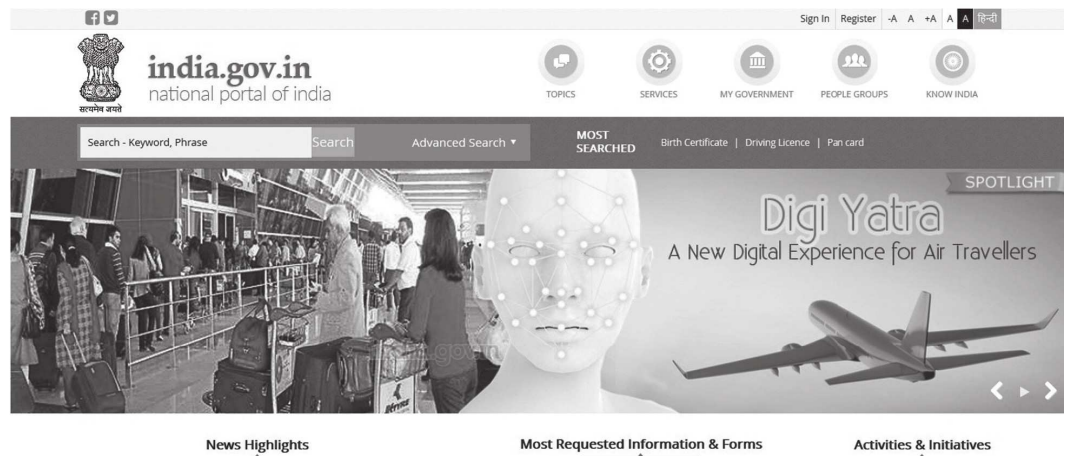 Sign In Register -A A +A A A हिन्दी
सत्यमेव जयते
india.gov.in
national portal of india
TOPICS
SERVICES
MY GOVERNMENT
PEOPLE GROUPS
KNOW INDIA
Search - Keyword, Phrase
Search
Advanced Search
MOST
SEARCHED
Birth Certificate | Driving Licence | Pan card
SPOTLIGHT
Digi Yatra
A New Digital Experience for Air Travellers
News Highlights
Most Requested Information & Forms
Activities & Initiatives